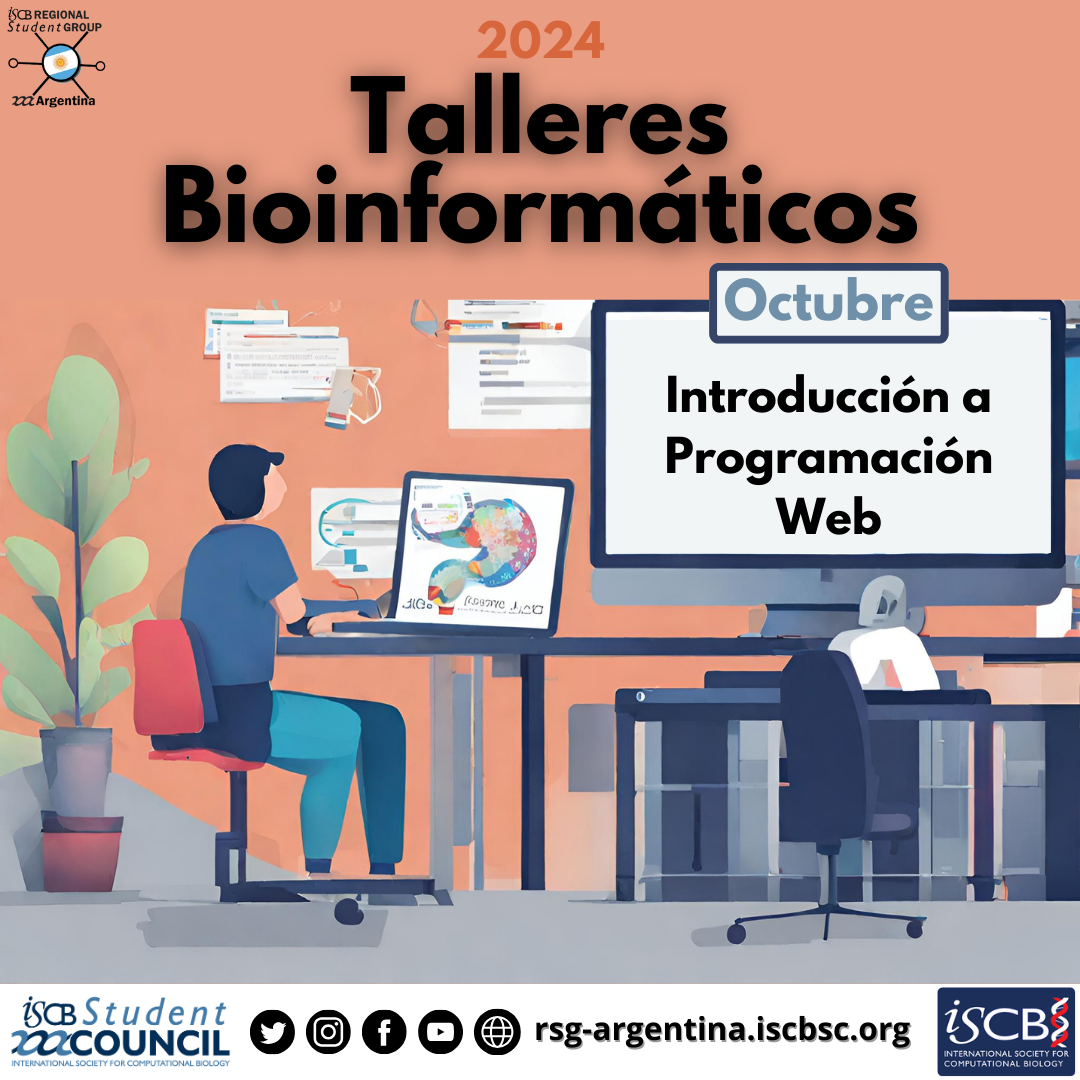 iSCB REGIONAL
Student GROUP
Argentina
2024
Talleres
Bioinformáticos
Octubre
Introducción a
Programación
Web
iSCB Student
COUNCIL
INTERNATIONAL SOCIETY FOR COMPUTATIONAL BIOLOGY
rsg-argentina.iscbsc.org
iSCB
INTERNATIONAL SOCIETY FOR
COMPUTATIONAL BIOLOGY